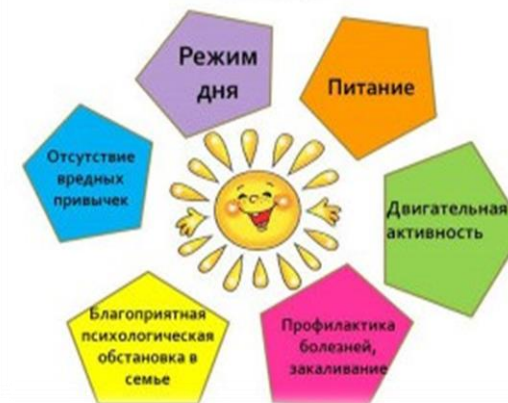 Режим
дня
Питание
Отсутствие
вредных
привычек
Двигательная
активность
Благоприятная
психологическая
обстановка в
семье
Профилактика
болезней,
закаливание